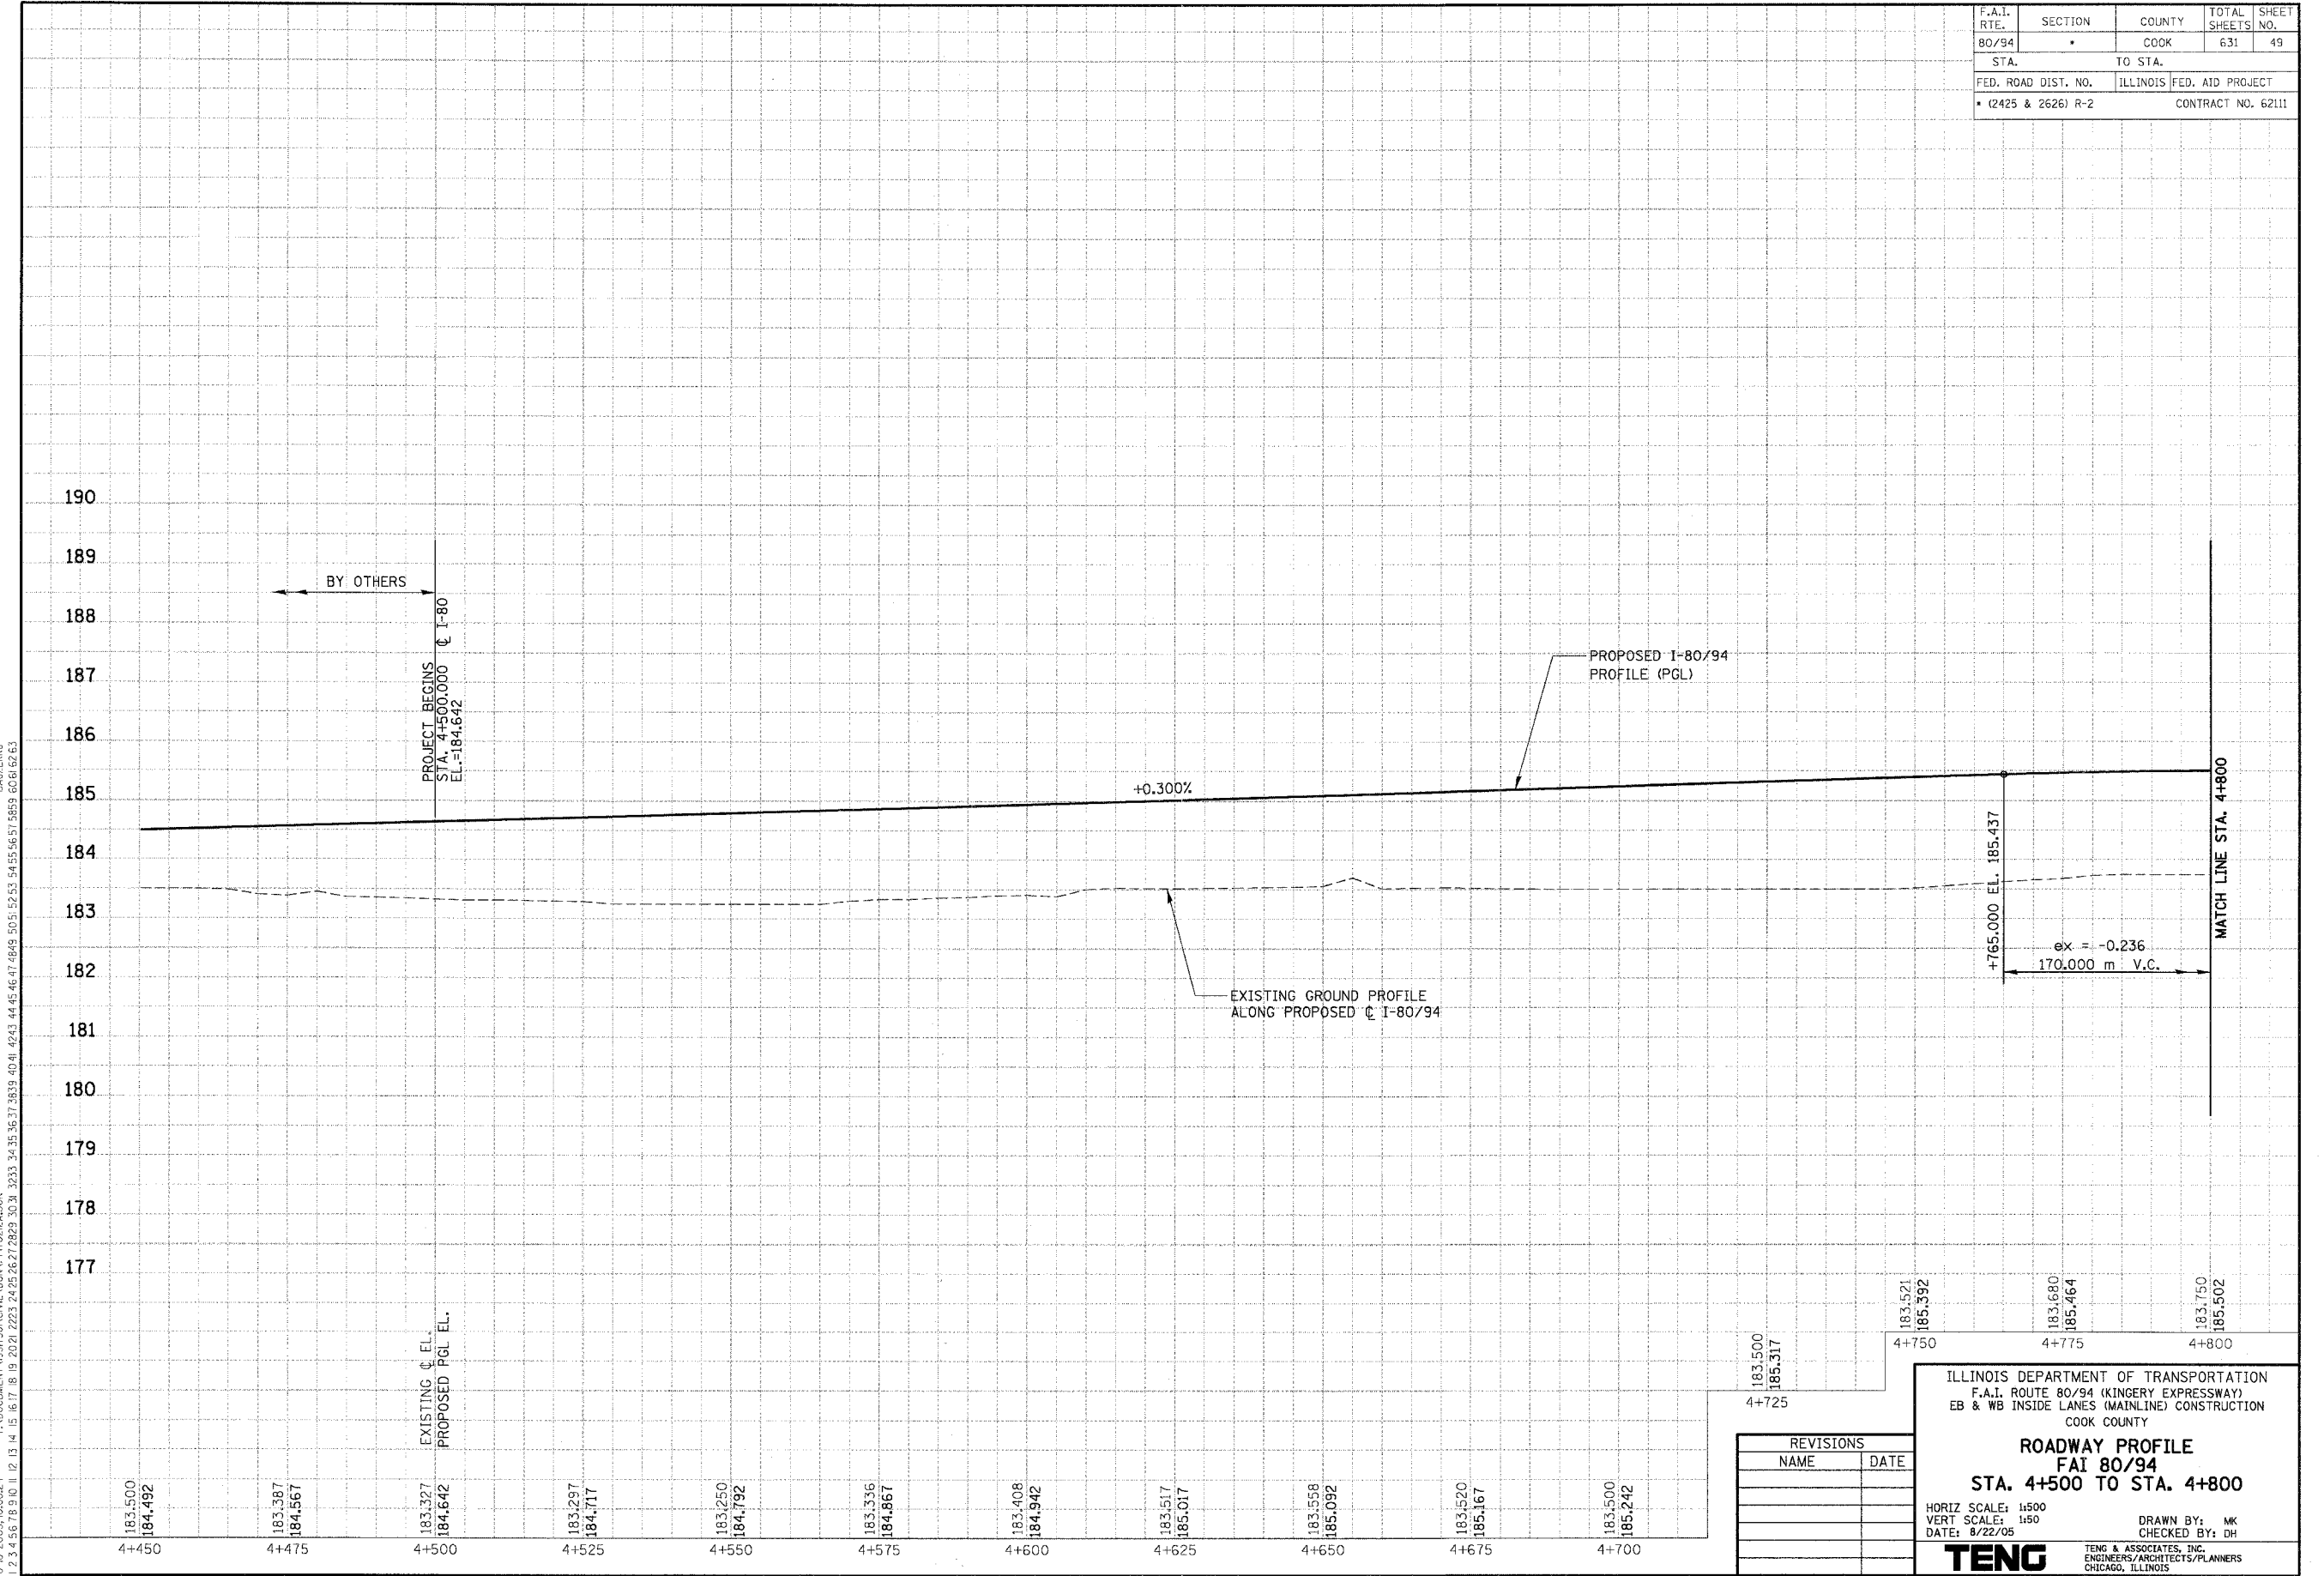 F.A.I. RTE. SECTION COUNTY TOTAL SHEETS SHEET NO.
80/94 * COOK 631 49
STA. TO STA.
FED. ROAD DIST. NO. ILLINOIS FED. AID PROJECT
* (2425 & 2626) R-2 CONTRACT NO. 62111
190
189
188
187
186
185
184
183
182
181
180
179
178
177
BY OTHERS
PROJECT BEGINS
STA. 4+500.000 ℄ I-80
EL.=184.642
+0.300%
PROPOSED I-80/94
PROFILE (PGL)
EXISTING GROUND PROFILE
ALONG PROPOSED ℄ I-80/94
+765.000 EL. 185.437
ex = -0.236
170.000 m V.C.
MATCH LINE STA. 4+800
EXISTING ℄ EL.
PROPOSED PGL EL.
183.500
184.492
183.387
184.567
183.327
184.642
183.297
184.717
183.250
184.792
183.336
184.867
183.408
184.942
183.517
185.017
183.558
185.092
183.520
185.167
183.500
185.242
183.500
185.317
183.521
185.392
183.680
185.464
183.750
185.502
4+450 4+475 4+500 4+525 4+550 4+575 4+600 4+625 4+650 4+675 4+700
4+725
4+750 4+775 4+800
REVISIONS
NAME DATE
ILLINOIS DEPARTMENT OF TRANSPORTATION
F.A.I. ROUTE 80/94 (KINGERY EXPRESSWAY)
EB & WB INSIDE LANES (MAINLINE) CONSTRUCTION
COOK COUNTY
ROADWAY PROFILE
FAI 80/94
STA. 4+500 TO STA. 4+800
HORIZ SCALE: 1:500
VERT SCALE: 1:50
DATE: 8/22/05
DRAWN BY: MK
CHECKED BY: DH
TENG
TENG & ASSOCIATES, INC.
ENGINEERS/ARCHITECTS/PLANNERS
CHICAGO, ILLINOIS